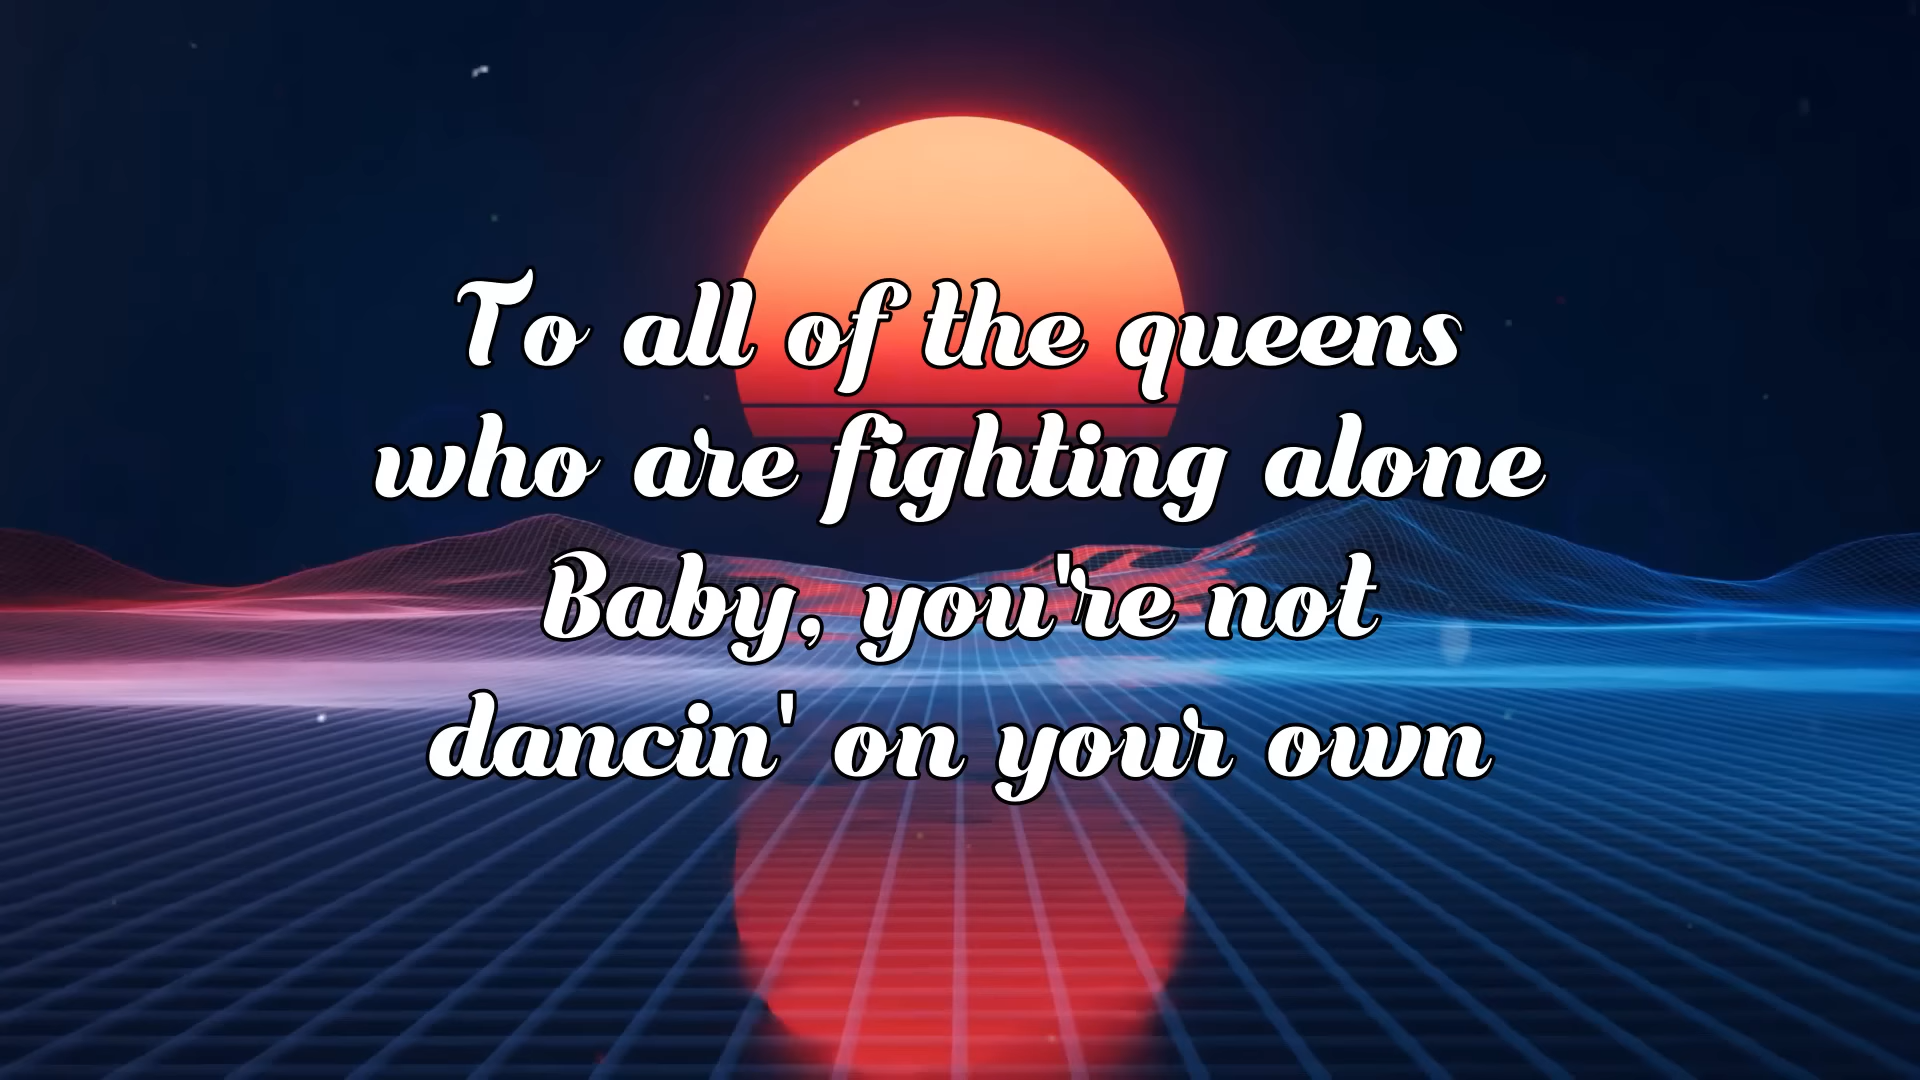 To all of the queens
who are fighting alone
Baby, you're not
dancin' on your own